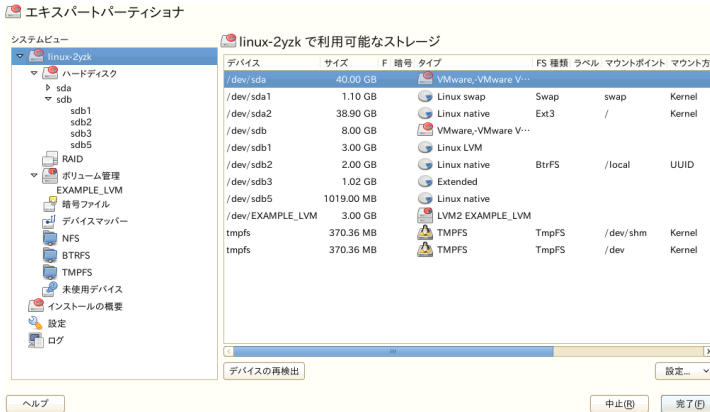 エキスパートパーティショナ
システムビュー
linux-2yzk
ハードディスク
sda
sdb
sdb1
sdb2
sdb3
sdb5
RAID
ボリューム管理
EXAMPLE_LVM
暗号ファイル
デバイスマッパー
NFS
BTRFS
TMPFS
未使用デバイス
インストールの概要
設定
ログ
linux-2yzk で利用可能なストレージ
デバイス サイズ F 暗号 タイプ FS 種類 ラベル マウントポイント マウント方
/dev/sda 40.00 GB VMware,-VMware V…
/dev/sda1 1.10 GB Linux swap Swap swap Kernel
/dev/sda2 38.90 GB Linux native Ext3 / Kernel
/dev/sdb 8.00 GB VMware,-VMware V…
/dev/sdb1 3.00 GB Linux LVM
/dev/sdb2 2.00 GB Linux native BtrFS /local UUID
/dev/sdb3 1.02 GB Extended
/dev/sdb5 1019.00 MB Linux native
/dev/EXAMPLE_LVM 3.00 GB LVM2 EXAMPLE_LVM
tmpfs 370.36 MB TMPFS TmpFS /dev/shm Kernel
tmpfs 370.36 MB TMPFS TmpFS /dev Kernel
デバイスの再検出 設定...
ヘルプ 中止(R) 完了(F)